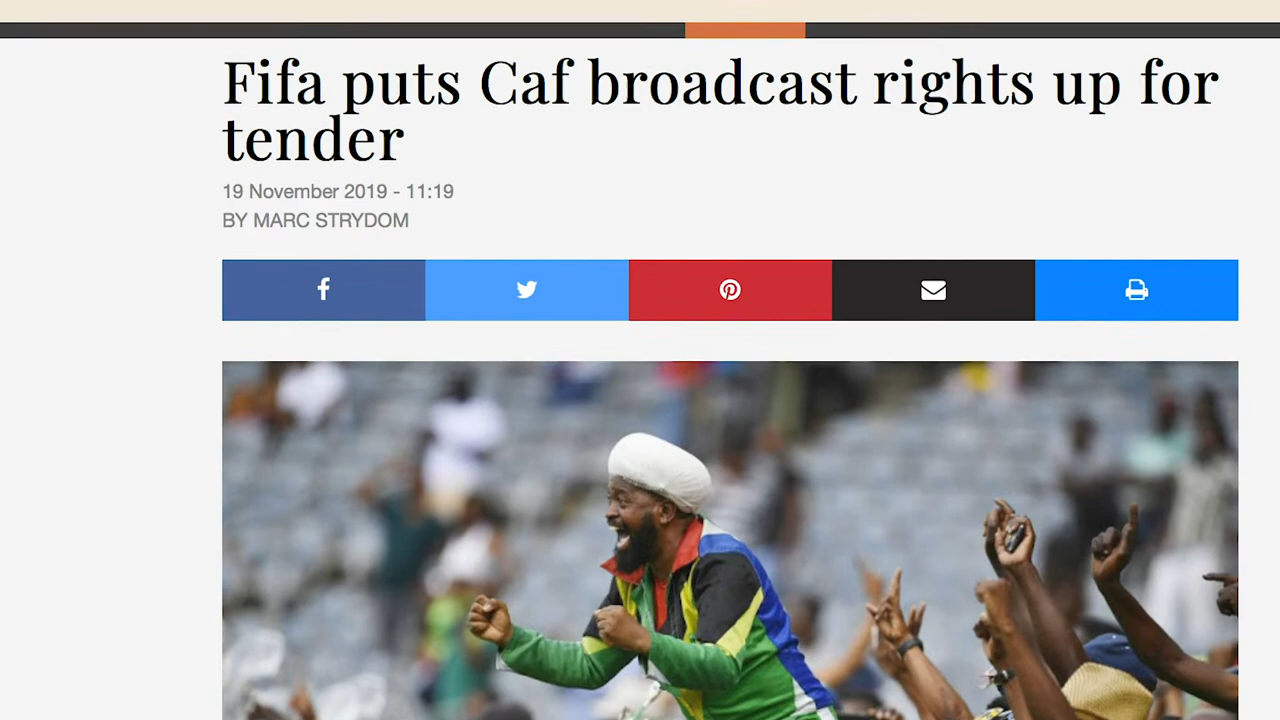 Fifa puts Caf broadcast rights up for
tender
19 November 2019 - 11:19
BY MARC STRYDOM